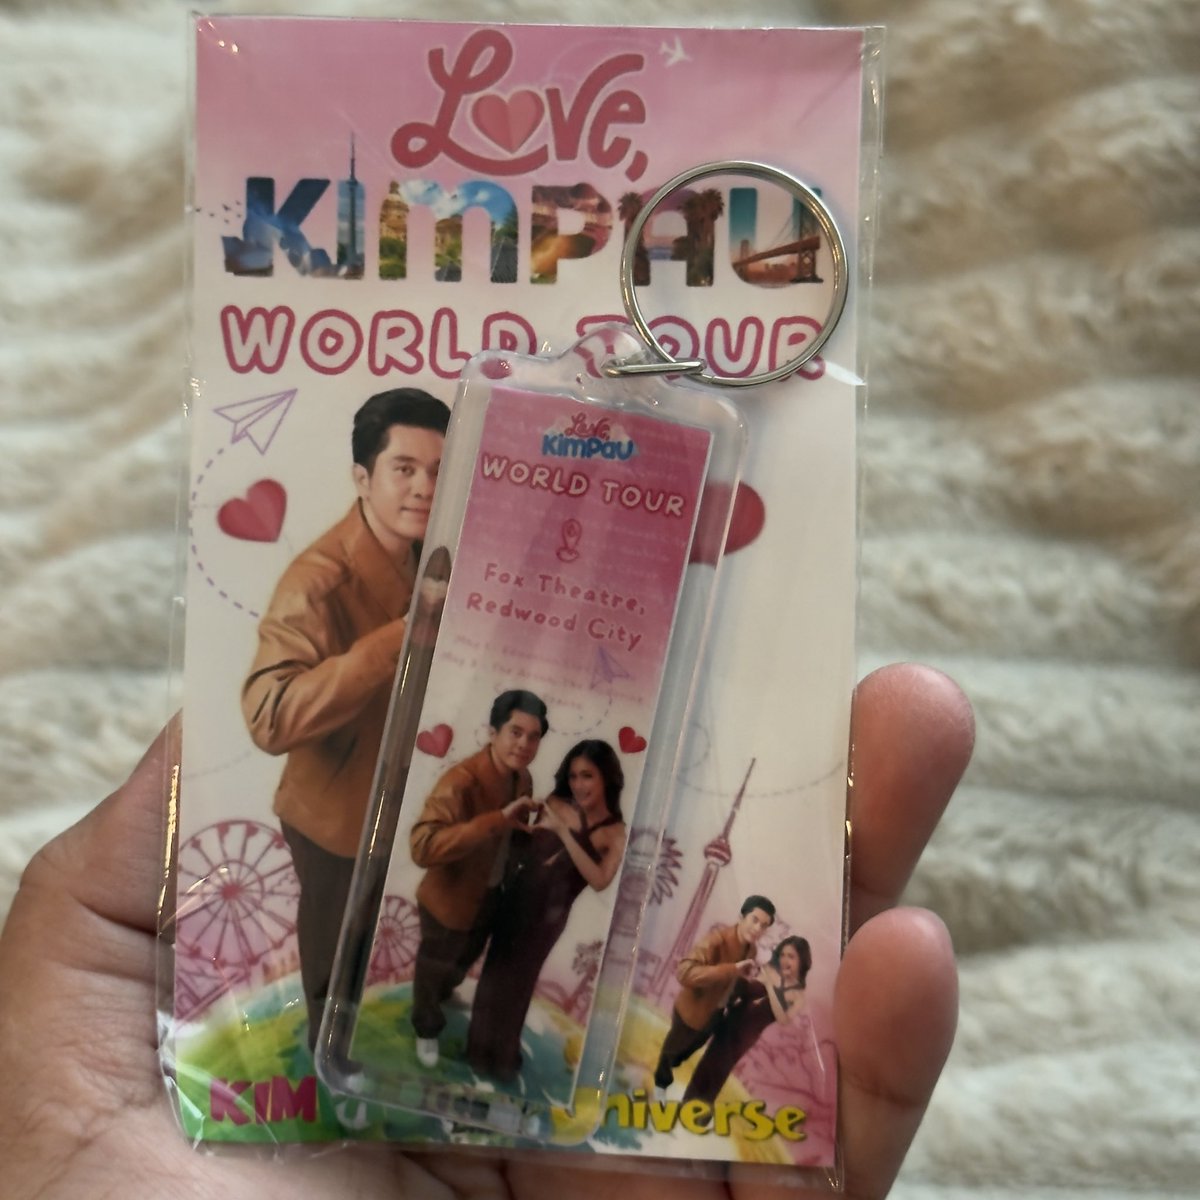 Love,
KIMPAU
WORLD TOUR
Love,
KimPaU
WORLD TOUR
Fox Theatre,
Redwood City
KIM
universe